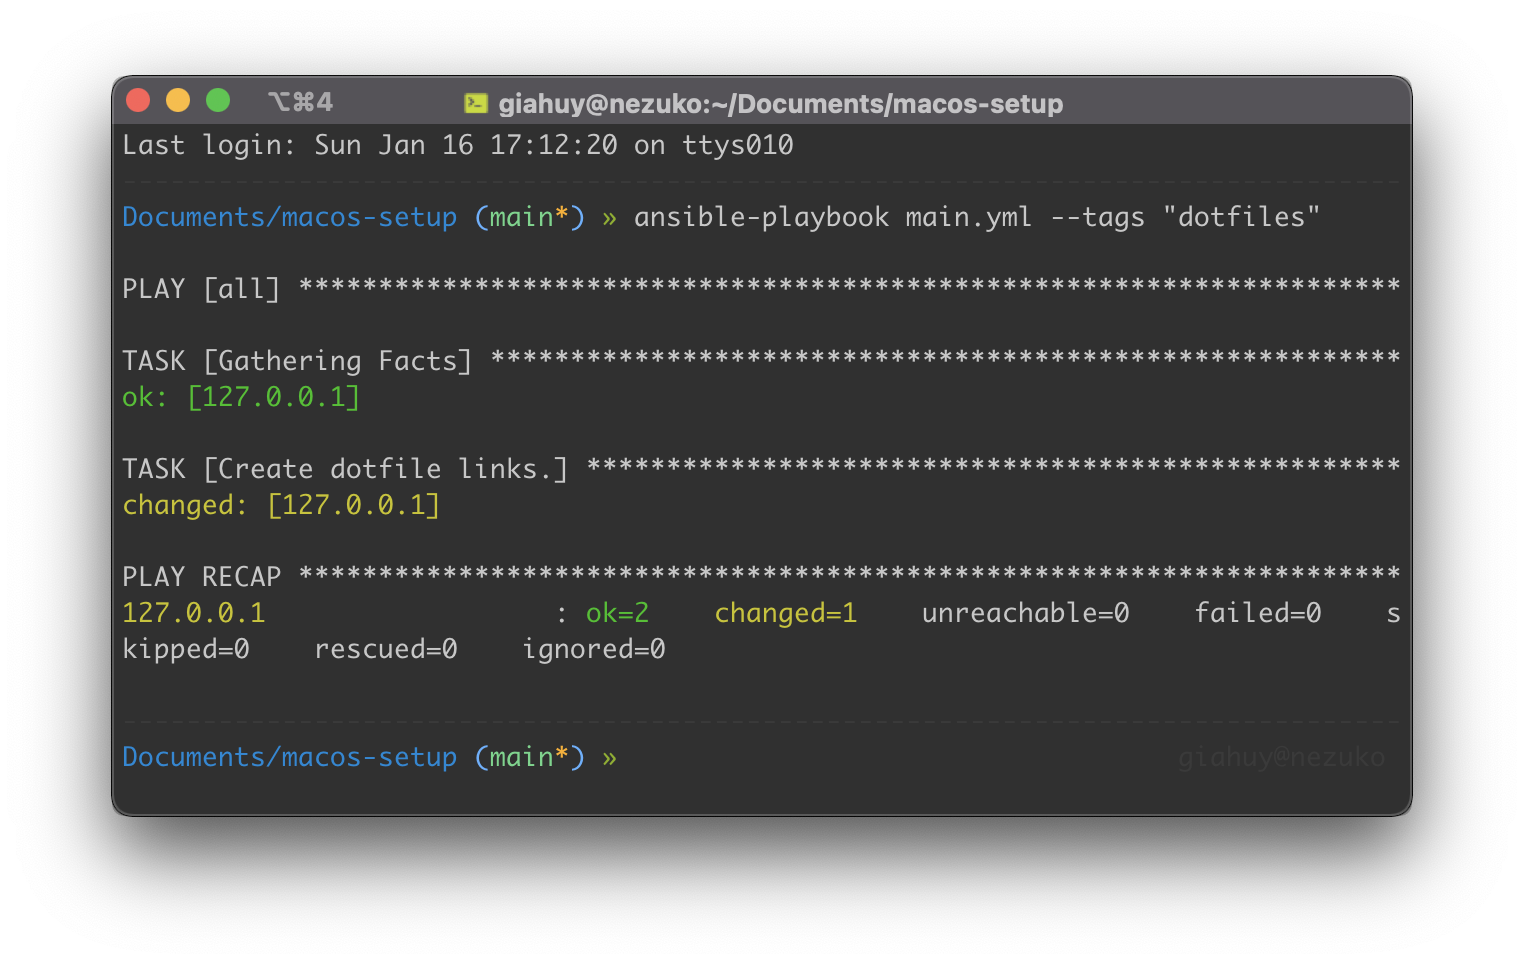 ⌥⌘4 giahuy@nezuko:~/Documents/macos-setup
Last login: Sun Jan 16 17:12:20 on ttys010
Documents/macos-setup (main*) » ansible-playbook main.yml --tags "dotfiles"
PLAY [all] *********************************************************************
TASK [Gathering Facts] *********************************************************
ok: [127.0.0.1]
TASK [Create dotfile links.] ***************************************************
changed: [127.0.0.1]
PLAY RECAP *********************************************************************
127.0.0.1                  : ok=2    changed=1    unreachable=0    failed=0    s
kipped=0    rescued=0    ignored=0
Documents/macos-setup (main*) » giahuy@nezuko